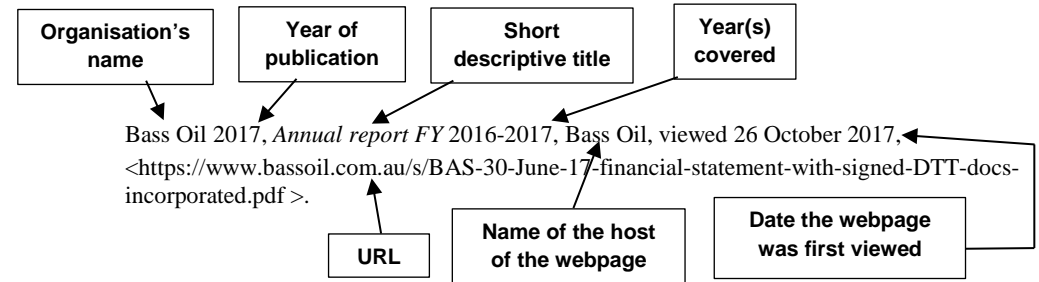 Organisation's
name
Year of
publication
Short
descriptive title
Year(s)
covered
Bass Oil 2017, Annual report FY 2016-2017, Bass Oil, viewed 26 October 2017,
<https://www.bassoil.com.au/s/BAS-30-June-17-financial-statement-with-signed-DTT-docs-
incorporated.pdf >.
URL
Name of the host
of the webpage
Date the webpage
was first viewed